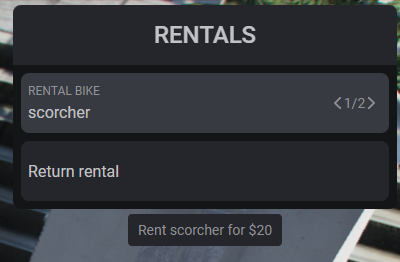 RENTALS
RENTAL BIKE
scorcher
1/2
Return rental
Rent scorcher for $20